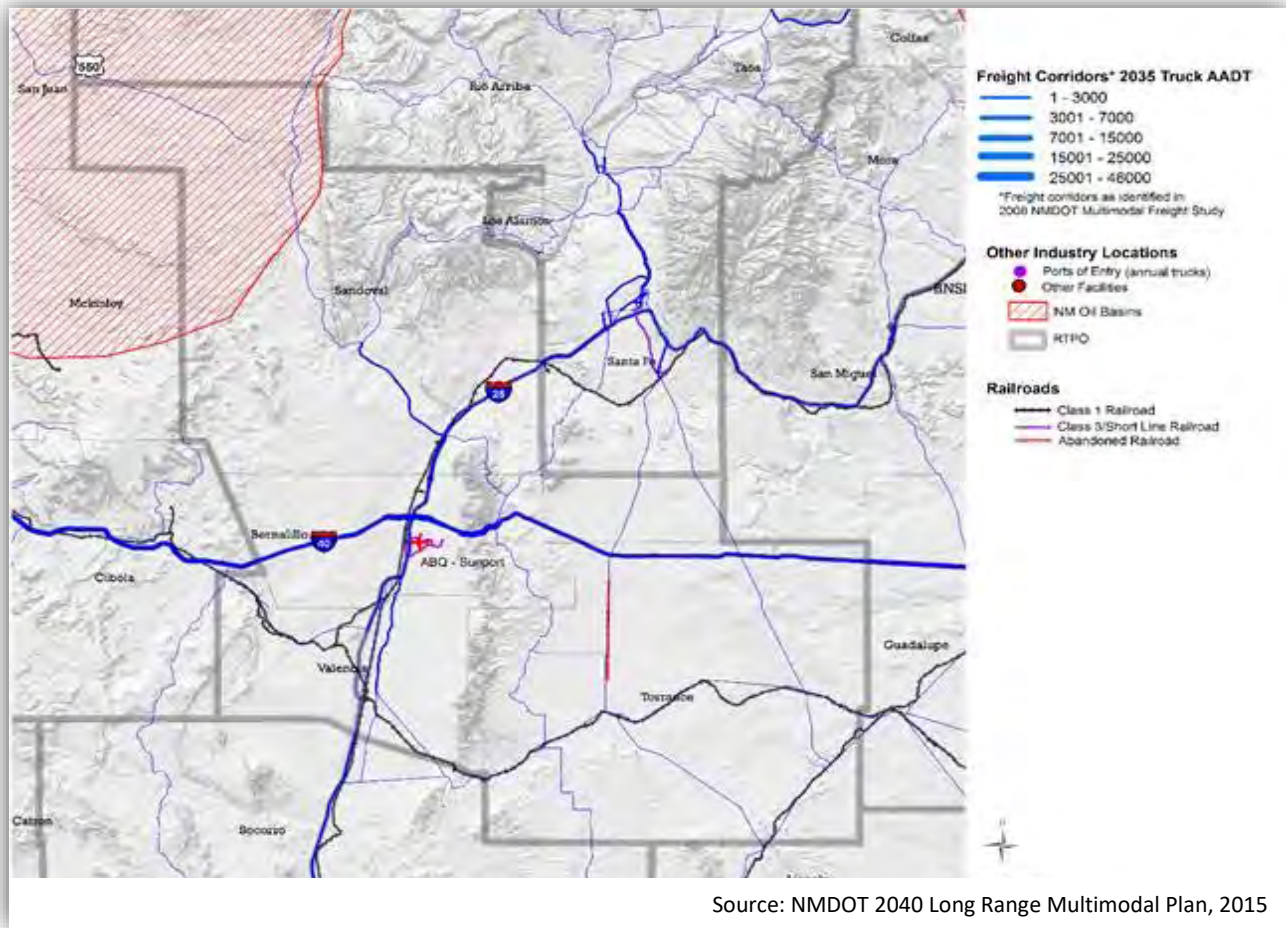 550
San Juan
Rio Arriba
Taos
Colfax
Mora
Los Alamos
Mckinley
Sandoval
BNSF
Santa Fe
San Miguel
25
Bernalillo
40
ABQ - Sunport
Cibola
Guadalupe
Valencia
Torrance
Catron
Socorro
Freight Corridors* 2035 Truck AADT
1 - 3000
3001 - 7000
7001 - 15000
15001 - 25000
25001 - 46000
*Freight corridors as identified in
2008 NMDOT Multimodal Freight Study
Other Industry Locations
Ports of Entry (annual trucks)
Other Facilities
NM Oil Basins
RTPO
Railroads
Class 1 Railroad
Class 3/Short Line Railroad
Abandoned Railroad
Source: NMDOT 2040 Long Range Multimodal Plan, 2015